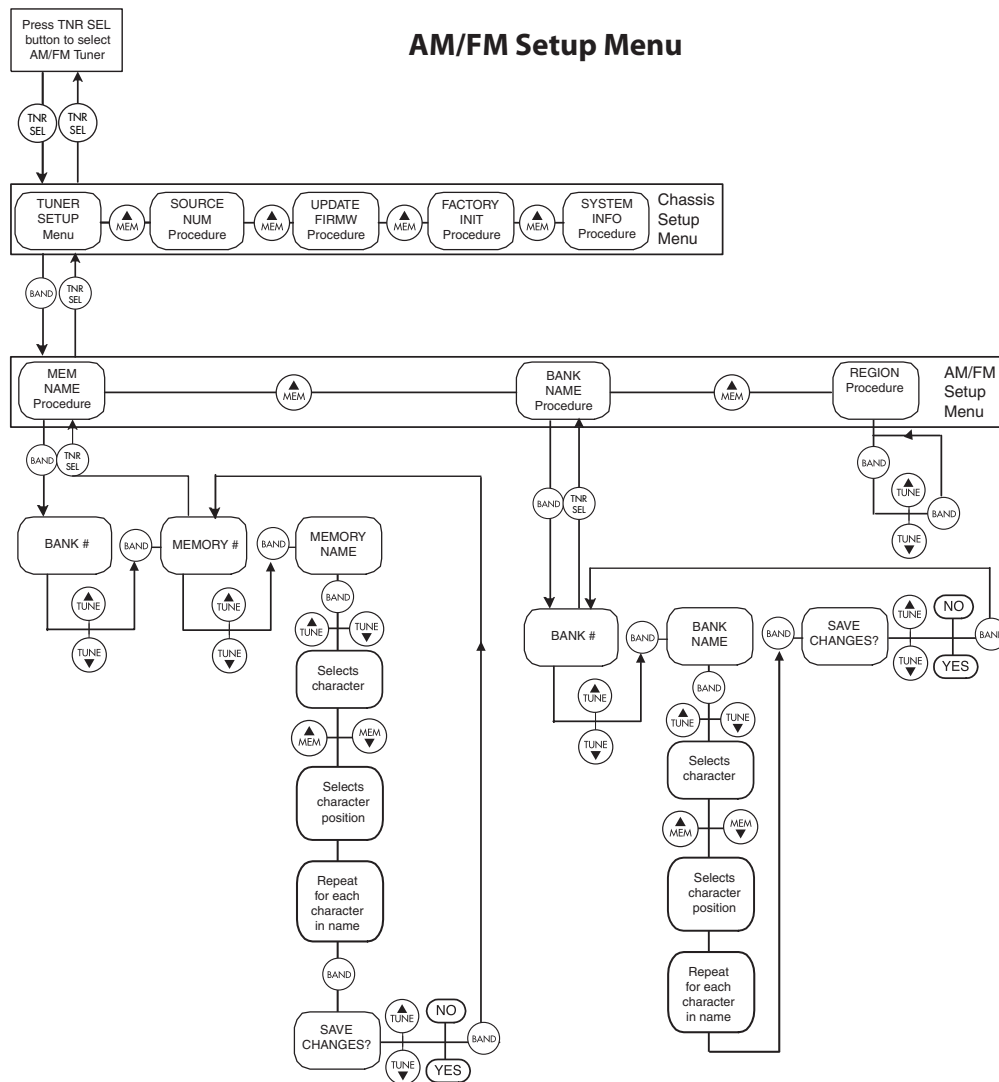 Press TNR SEL
button to select
AM/FM Tuner
AM/FM Setup Menu
TNR
SEL
TNR
SEL
TUNER
SETUP
Menu
▲
MEM
SOURCE
NUM
Procedure
▲
MEM
UPDATE
FIRMW
Procedure
▲
MEM
FACTORY
INIT
Procedure
▲
MEM
SYSTEM
INFO
Procedure
Chassis
Setup
Menu
BAND
TNR
SEL
MEM
NAME
Procedure
▲
MEM
BANK
NAME
Procedure
▲
MEM
REGION
Procedure
AM/FM
Setup
Menu
BAND
TNR
SEL
BAND
TNR
SEL
BAND
▲
TUNE
TUNE
▼
BAND
BANK #
▲
TUNE
TUNE
▼
BAND
MEMORY #
▲
TUNE
TUNE
▼
BAND
MEMORY
NAME
BAND
▲
TUNE
TUNE
▼
Selects
character
▲
MEM
MEM
▼
Selects
character
position
Repeat
for each
character
in name
BAND
SAVE
CHANGES?
▲
TUNE
TUNE
▼
NO
YES
BAND
BANK #
▲
TUNE
TUNE
▼
BAND
BANK
NAME
BAND
▲
TUNE
TUNE
▼
Selects
character
▲
MEM
MEM
▼
Selects
character
position
Repeat
for each
character
in name
BAND
SAVE
CHANGES?
▲
TUNE
TUNE
▼
NO
YES
BAND